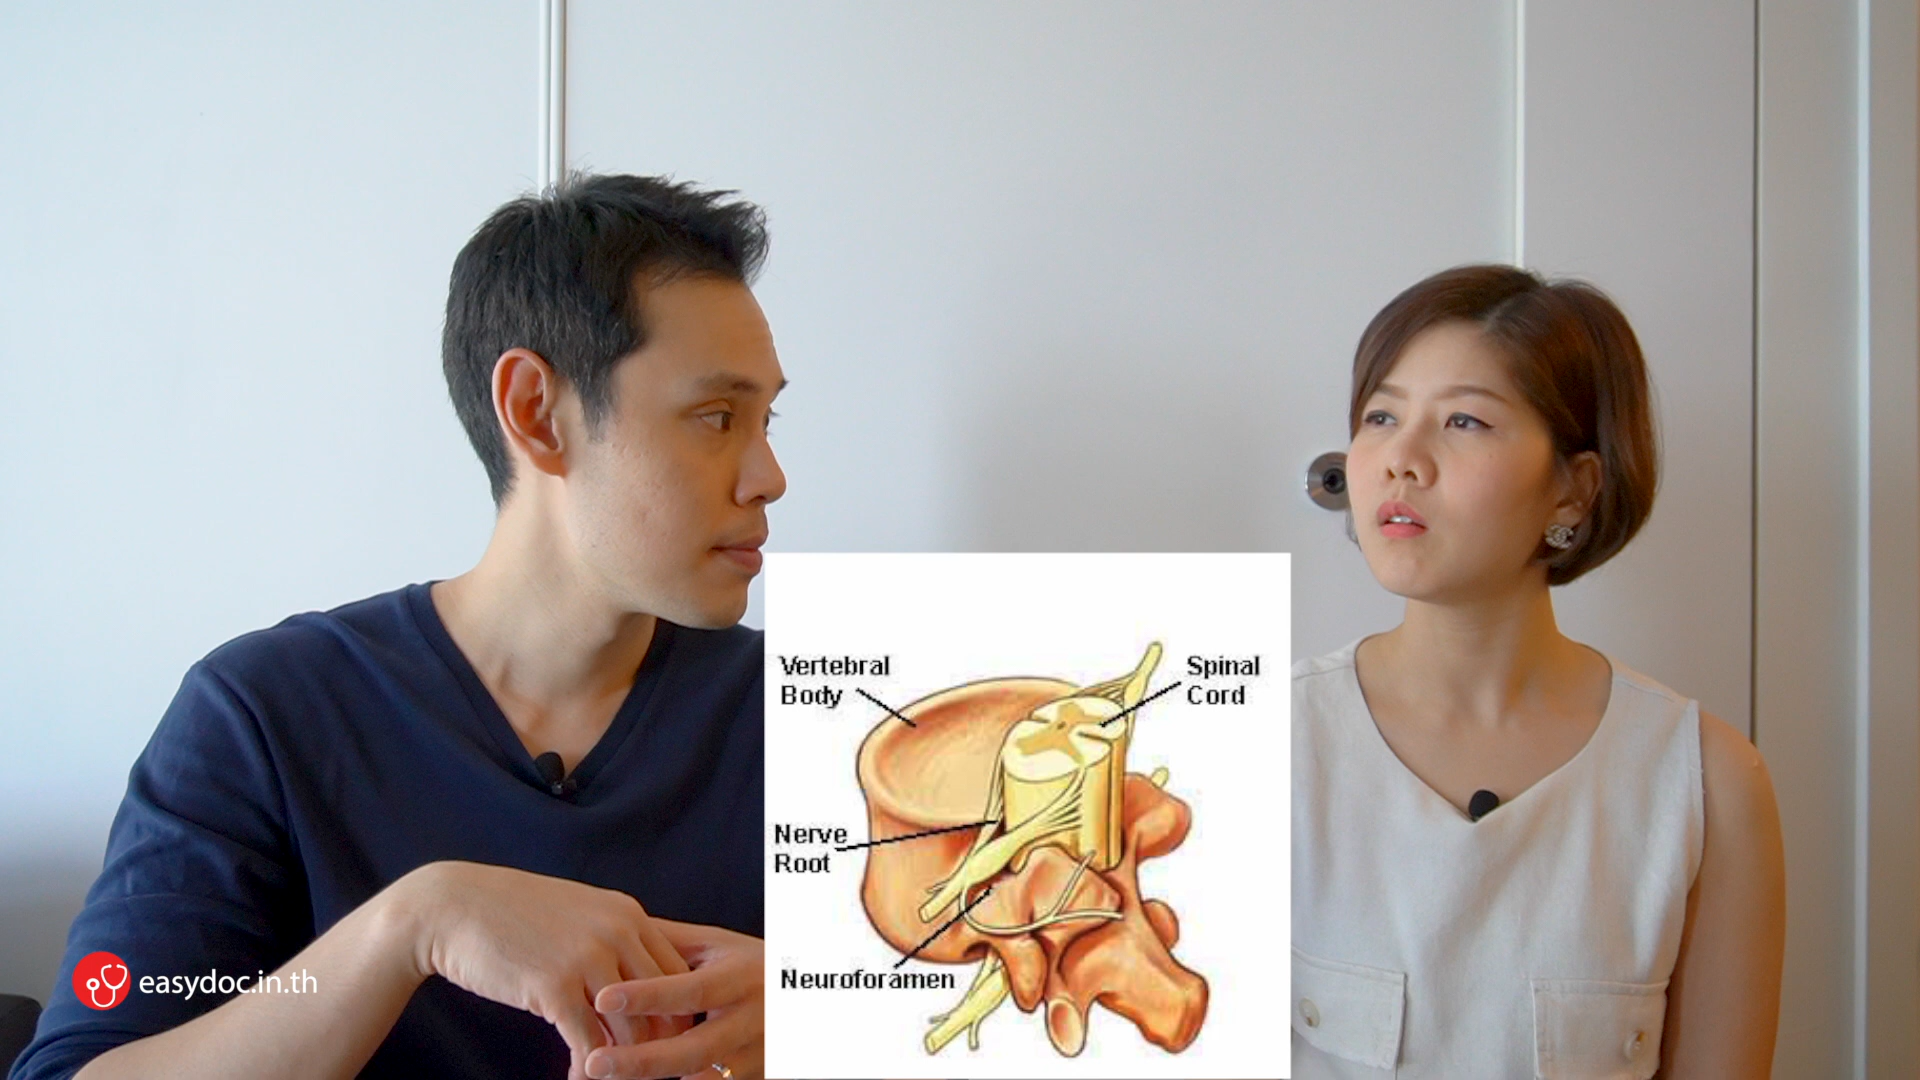 Vertebral
Body
Spinal
Cord
Nerve
Root
Neuroforamen
easydoc.in.th